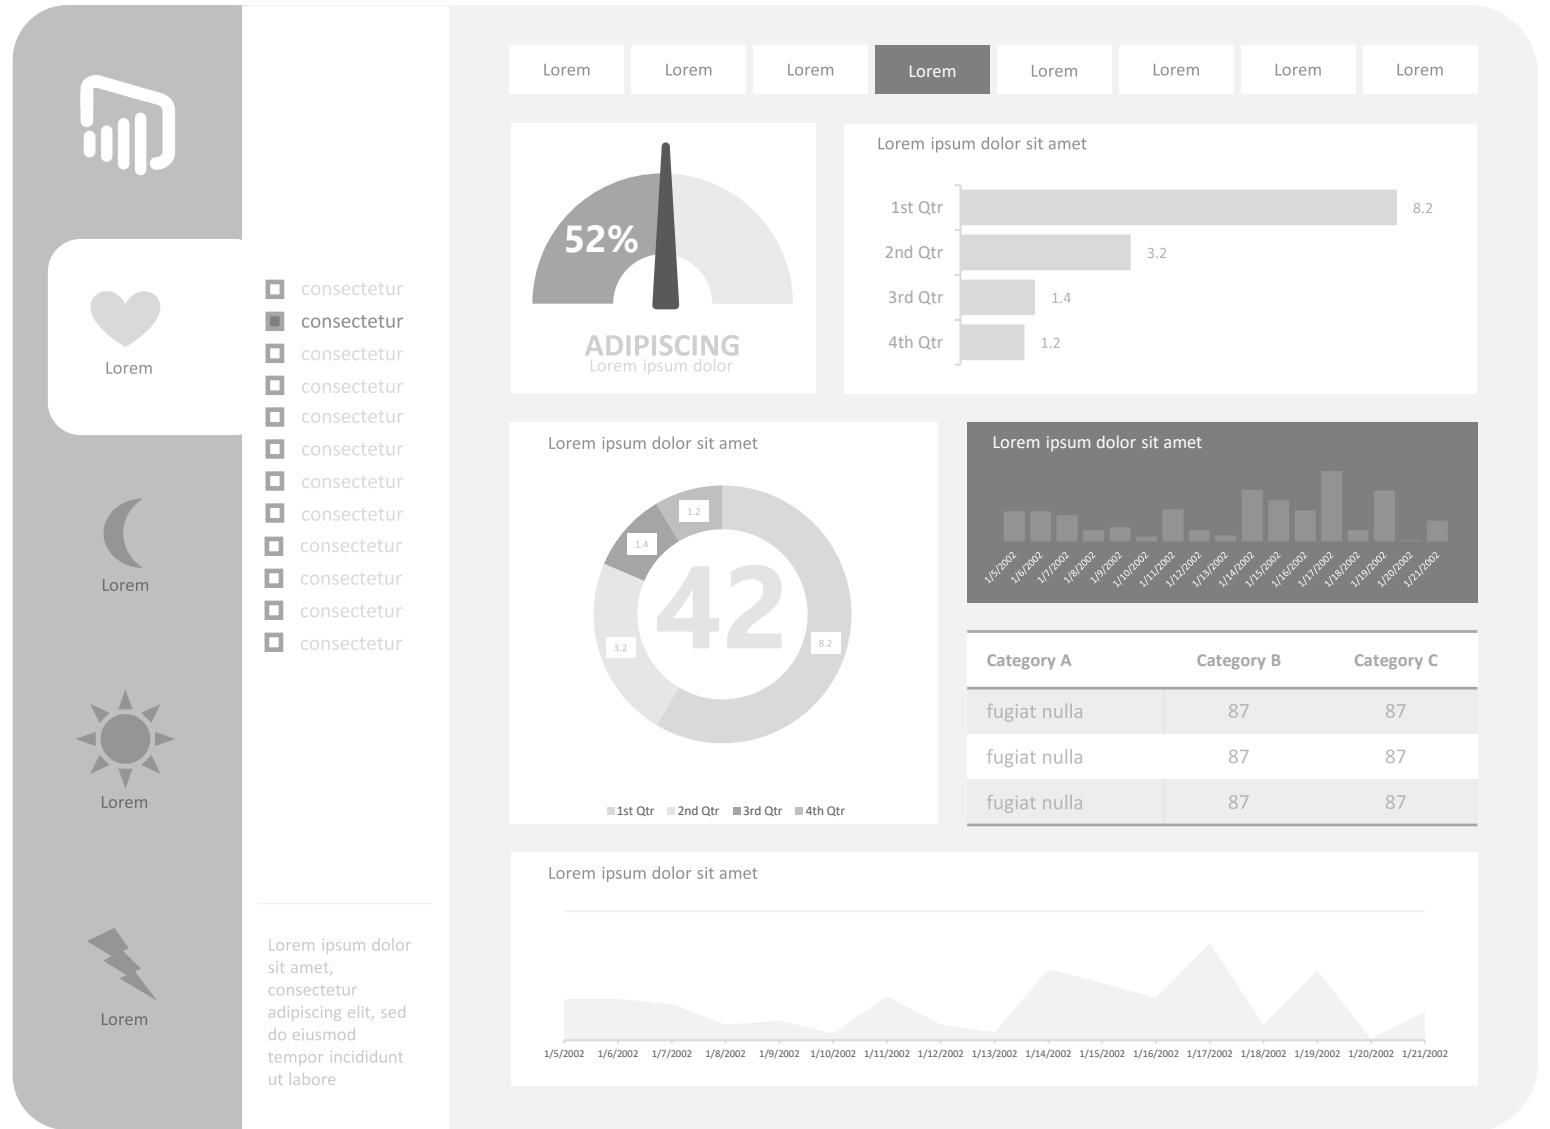 Lorem
Lorem
Lorem
Lorem
Lorem
Lorem
Lorem
Lorem
Lorem
Lorem
Lorem
Lorem
consectetur
consectetur
consectetur
consectetur
consectetur
consectetur
consectetur
consectetur
consectetur
consectetur
consectetur
consectetur
Lorem ipsum dolor
sit amet,
consectetur
adipiscing elit, sed
do eiusmod
tempor incididunt
ut labore
52%
ADIPISCING
Lorem ipsum dolor
Lorem ipsum dolor sit amet
1st Qtr 8.2
2nd Qtr 3.2
3rd Qtr 1.4
4th Qtr 1.2
Lorem ipsum dolor sit amet
1.2
1.4
42
3.2
8.2
1st Qtr 2nd Qtr 3rd Qtr 4th Qtr
Lorem ipsum dolor sit amet
1/5/2002
1/6/2002
1/7/2002
1/8/2002
1/9/2002
1/10/2002
1/11/2002
1/12/2002
1/13/2002
1/14/2002
1/15/2002
1/16/2002
1/17/2002
1/18/2002
1/19/2002
1/20/2002
1/21/2002
Category A Category B Category C
fugiat nulla 87 87
fugiat nulla 87 87
fugiat nulla 87 87
Lorem ipsum dolor sit amet
1/5/2002 1/6/2002 1/7/2002 1/8/2002 1/9/2002 1/10/2002 1/11/2002 1/12/2002 1/13/2002 1/14/2002 1/15/2002 1/16/2002 1/17/2002 1/18/2002 1/19/2002 1/20/2002 1/21/2002